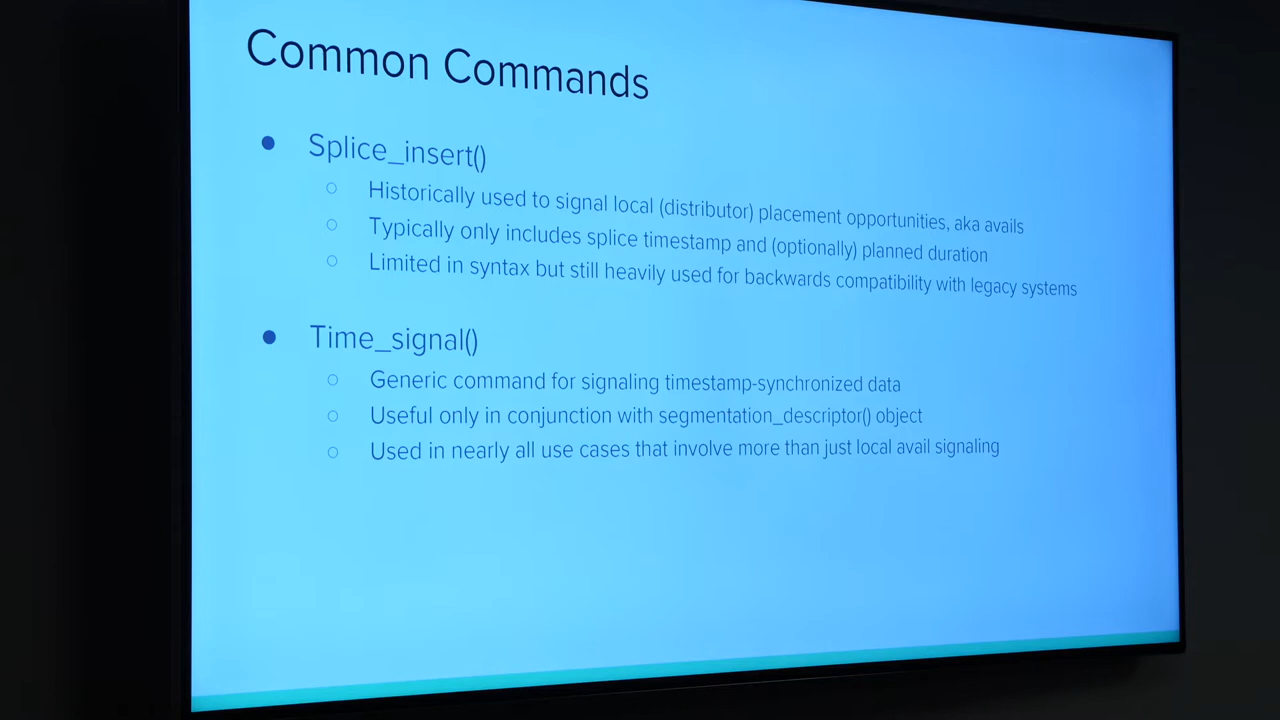 Common Commands
● Splice_insert()
○ Historically used to signal local (distributor) placement opportunities, aka avails
○ Typically only includes splice timestamp and (optionally) planned duration
○ Limited in syntax but still heavily used for backwards compatibility with legacy systems
● Time_signal()
○ Generic command for signaling timestamp-synchronized data
○ Useful only in conjunction with segmentation_descriptor() object
○ Used in nearly all use cases that involve more than just local avail signaling